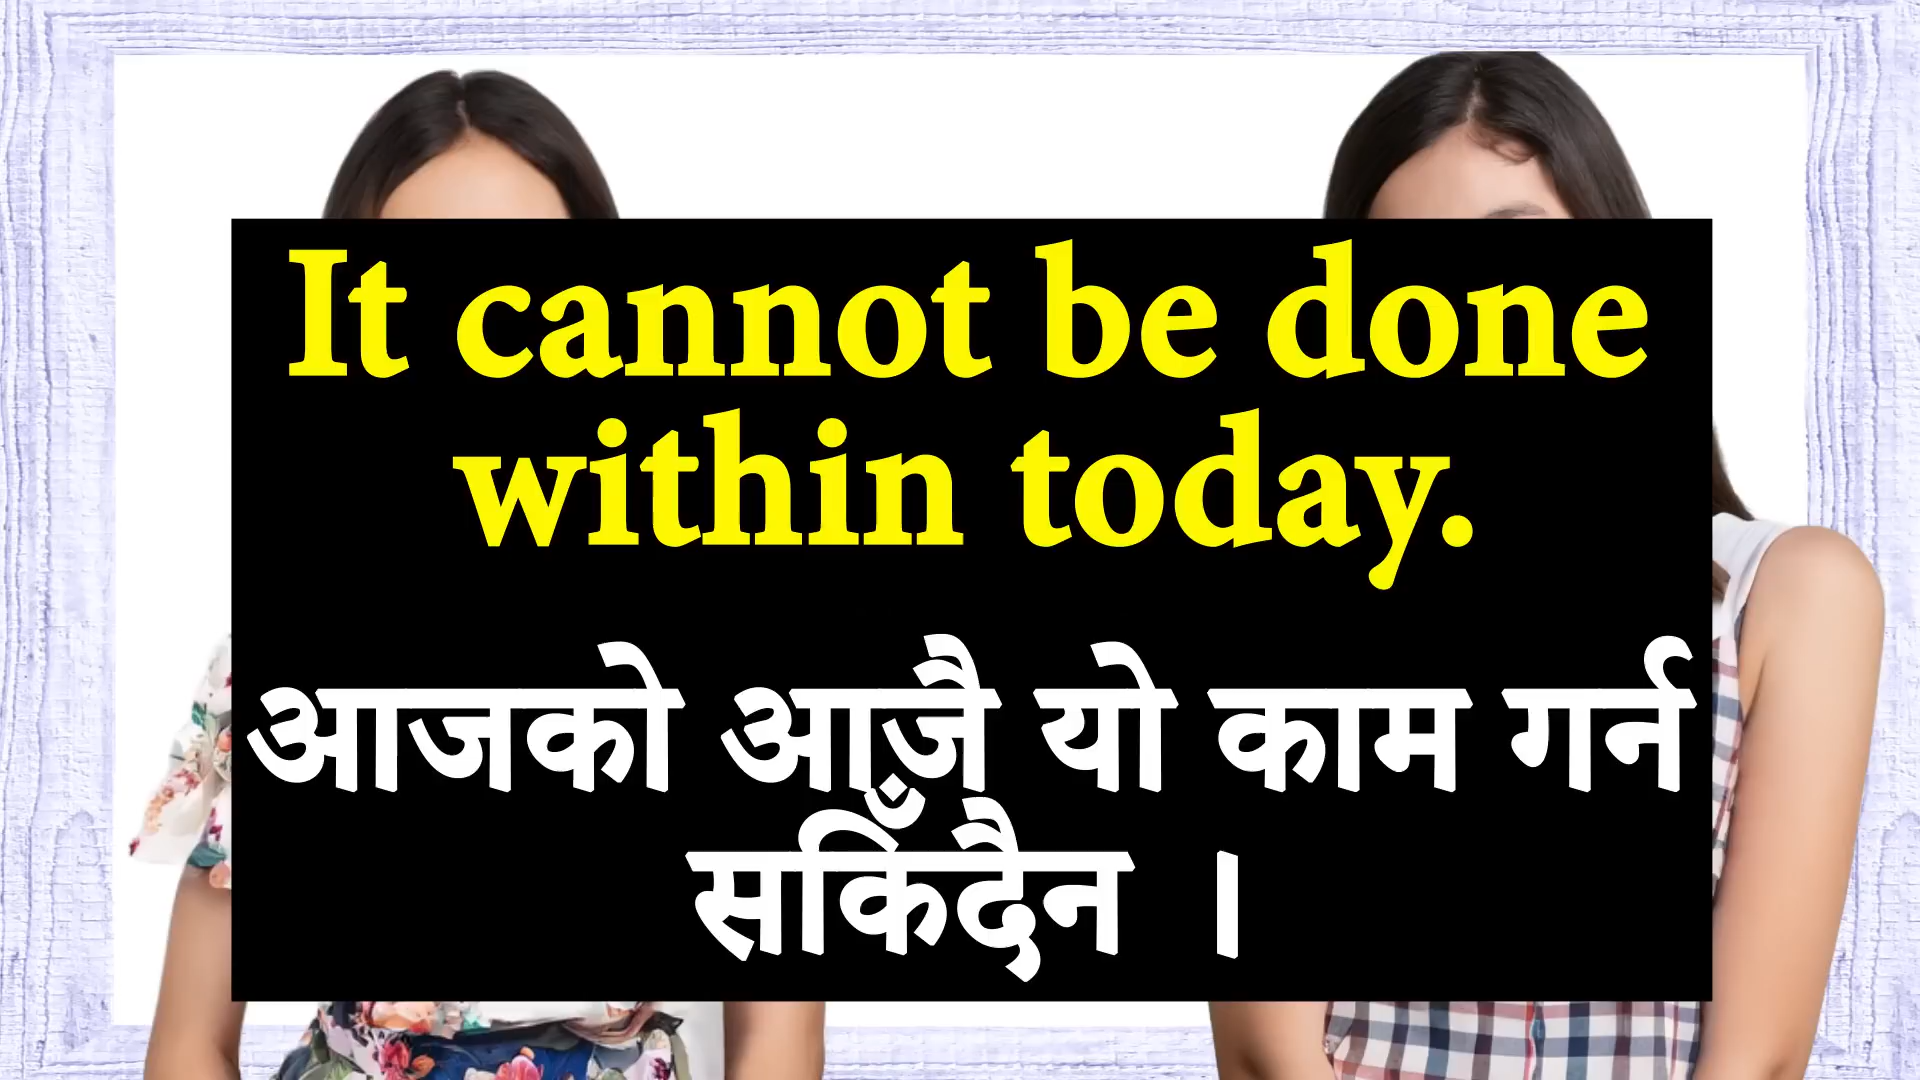 It cannot be done
within today.
आजको आजै यो काम गर्न
सकिँदैन ।